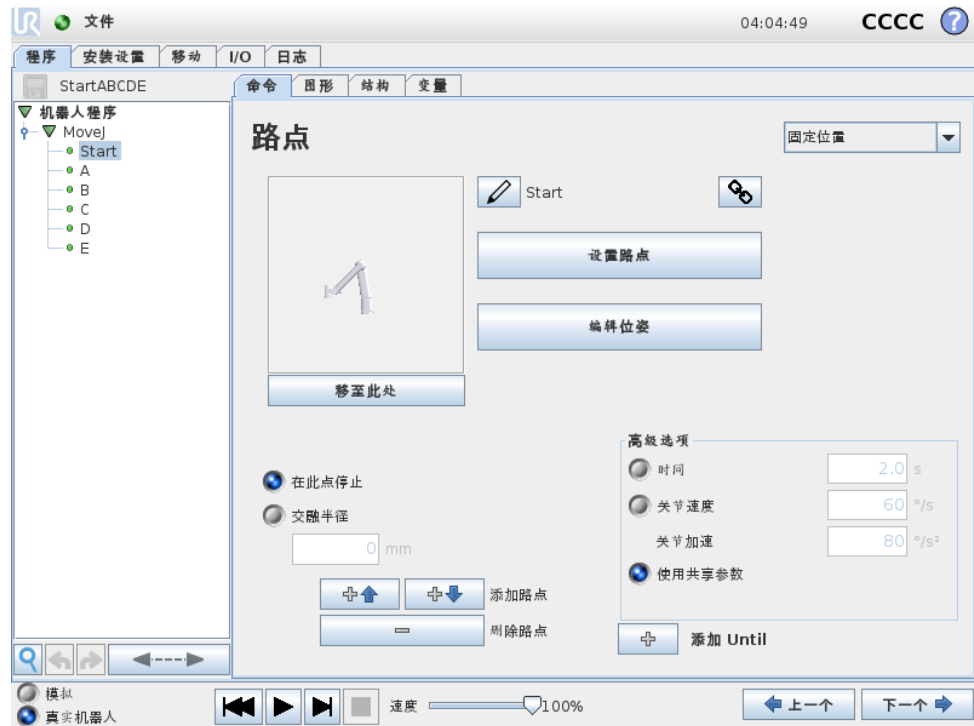 UR 文件 04:04:49 CCCC ?
程序 安装设置 移动 I/O 日志
StartABCDE 命令 图形 结构 变量
机器人程序
MoveJ
Start
A
B
C
D
E
路点 固定位置
Start
设置路点
编辑位姿
移至此处
在此点停止
交融半径
0 mm
添加路点
删除路点
高级选项
时间 2.0 s
关节速度 60 °/s
关节加速 80 °/s²
使用共享参数
添加 Until
模拟
真实机器人
速度 100% 上一个 下一个